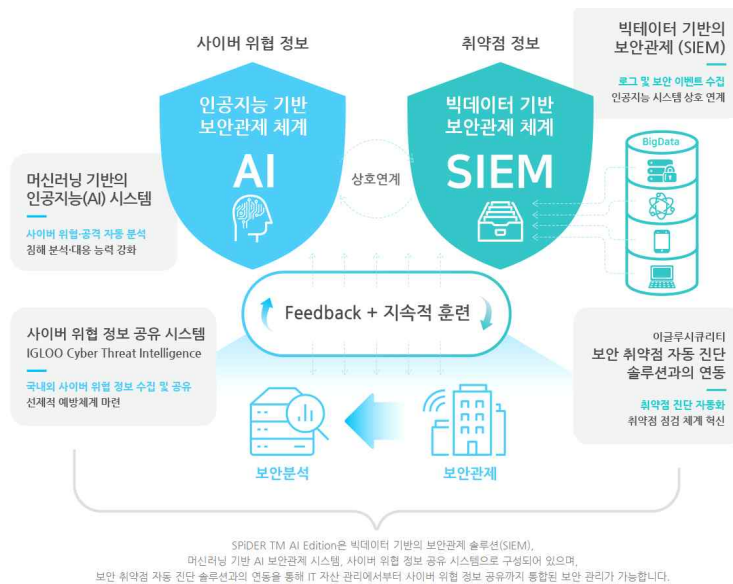 사이버 위협 정보
취약점 정보
빅테이터 기반의
보안관제 (SIEM)
로그 및 보안 이벤트 수집
인공지능 시스템 상호 연계
인공지능 기반
보안관제 체계
AI
빅데이터 기반
보안관제 체계
SIEM
상호연계
BigData
머신러닝 기반의
인공지능(AI) 시스템
사이버 위협·공격 자동 분석
침해 분석·대응 능력 강화
Feedback + 지속적 훈련
사이버 위협 정보 공유 시스템
IGLOO Cyber Threat Intelligence
국내외 사이버 위협 정보 수집 및 공유
선제적 예방체계 마련
이글루시큐리티
보안 취약점 자동 진단
솔루션과의 연동
취약점 진단 자동화
취약점 점검 체계 혁신
보안분석
보안관제
SPiDER TM AI Edition은 빅데이터 기반의 보안관제 솔루션(SIEM),
머신러닝 기반 AI 보안관제 시스템, 사이버 위협 정보 공유 시스템으로 구성되어 있으며,
보안 취약점 자동 진단 솔루션과의 연동을 통해 IT 자산 관리에서부터 사이버 위협 정보 공유까지 통합된 보안 관리가 가능합니다.